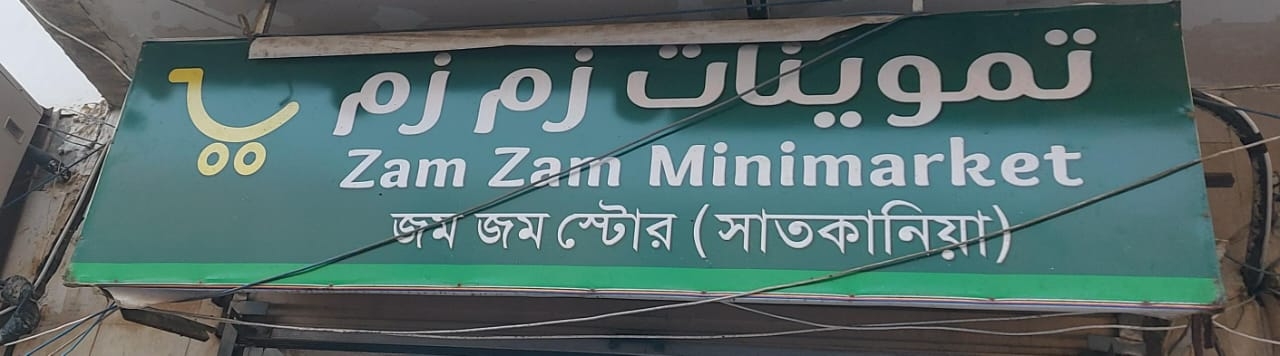 تموينات زم زم
Zam Zam Minimarket
জম জম স্টোর (সাতকানিয়া)